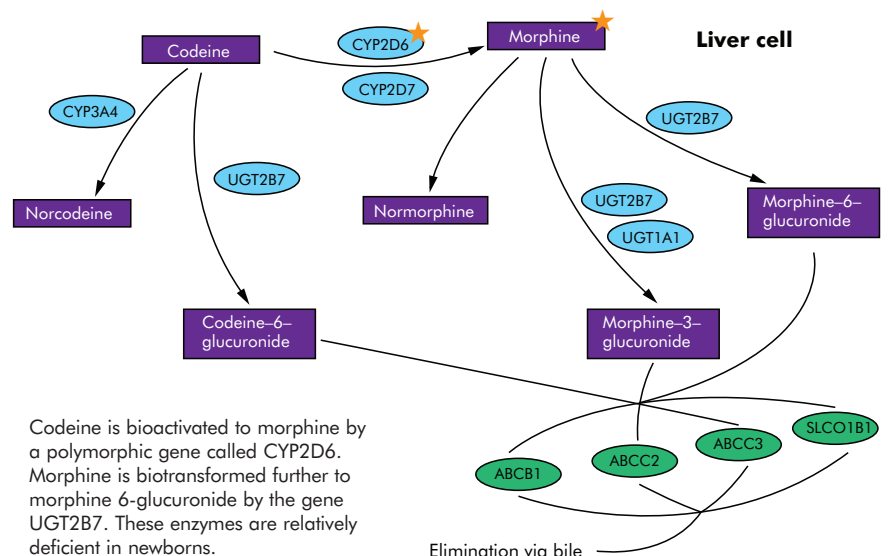 Liver cell
Codeine
CYP2D6
Morphine
CYP2D7
CYP3A4
UGT2B7
UGT2B7
Norcodeine
Normorphine
UGT2B7
UGT1A1
Morphine–6–
glucuronide
Codeine–6–
glucuronide
Morphine–3–
glucuronide
ABCB1
ABCC2
ABCC3
SLCO1B1
Codeine is bioactivated to morphine by
a polymorphic gene called CYP2D6.
Morphine is biotransformed further to
morphine 6-glucuronide by the gene
UGT2B7. These enzymes are relatively
deficient in newborns.
Elimination via bile